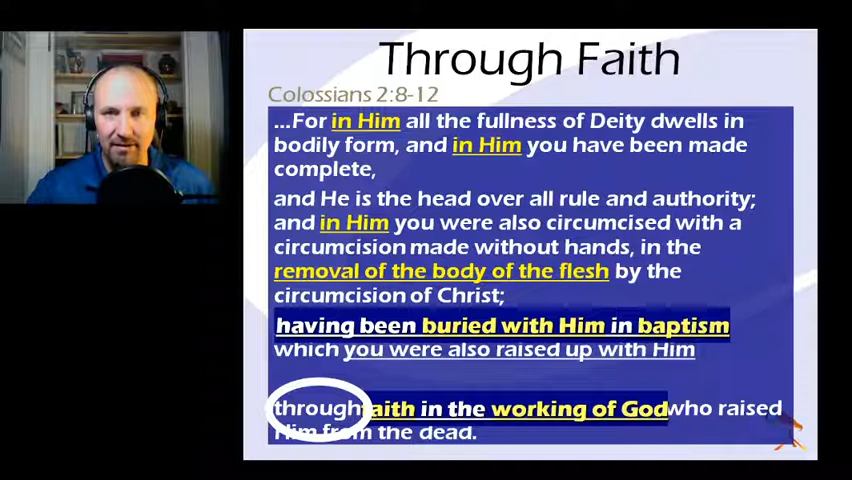 Through Faith
Colossians 2:8-12
...For in Him all the fullness of Deity dwells in
bodily form, and in Him you have been made
complete,
and He is the head over all rule and authority;
and in Him you were also circumcised with a
circumcision made without hands, in the
removal of the body of the flesh by the
circumcision of Christ;
having been buried with Him in baptism
which you were also raised up with Him
through faith in the working of God who raised
Him from the dead.